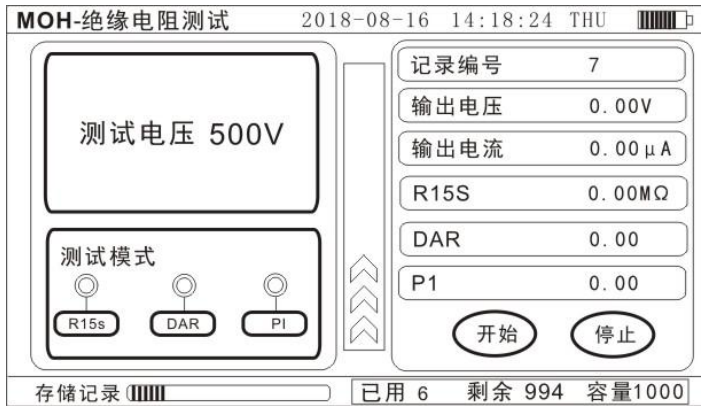 MOH-绝缘电阻测试 2018-08-16 14:18:24 THU
测试电压 500V
测试模式
R15s DAR PI
记录编号 7
输出电压 0.00V
输出电流 0.00μA
R15S 0.00MΩ
DAR 0.00
P1 0.00
开始 停止
存储记录 已用 6 剩余 994 容量1000